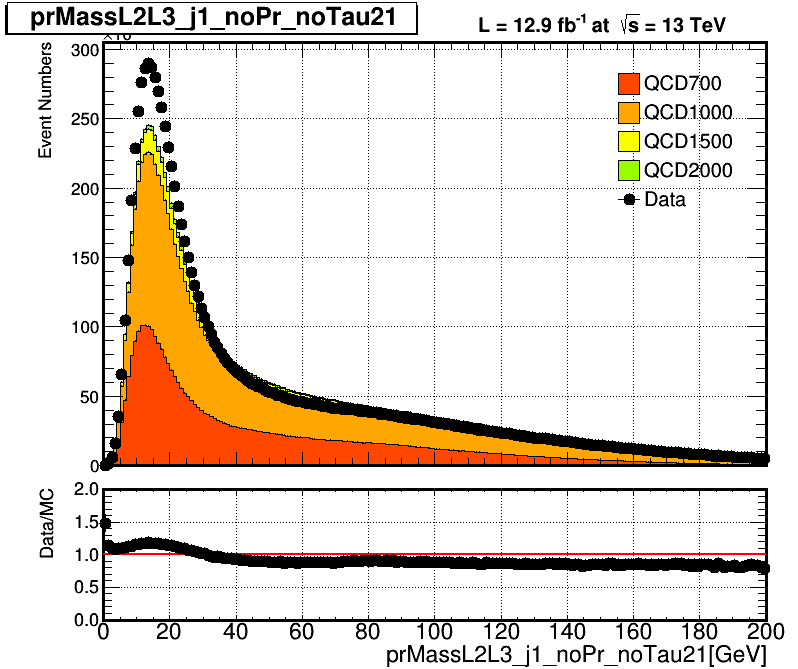 prMassL2L3_j1_noPr_noTau21
L = 12.9 fb⁻¹ at √s = 13 TeV
Event Numbers
300
250
200
150
100
50
0
QCD700
QCD1000
QCD1500
QCD2000
Data
Data/MC
2.0
1.5
1.0
0.5
0.0
0 20 40 60 80 100 120 140 160 180 200
prMassL2L3_j1_noPr_noTau21[GeV]